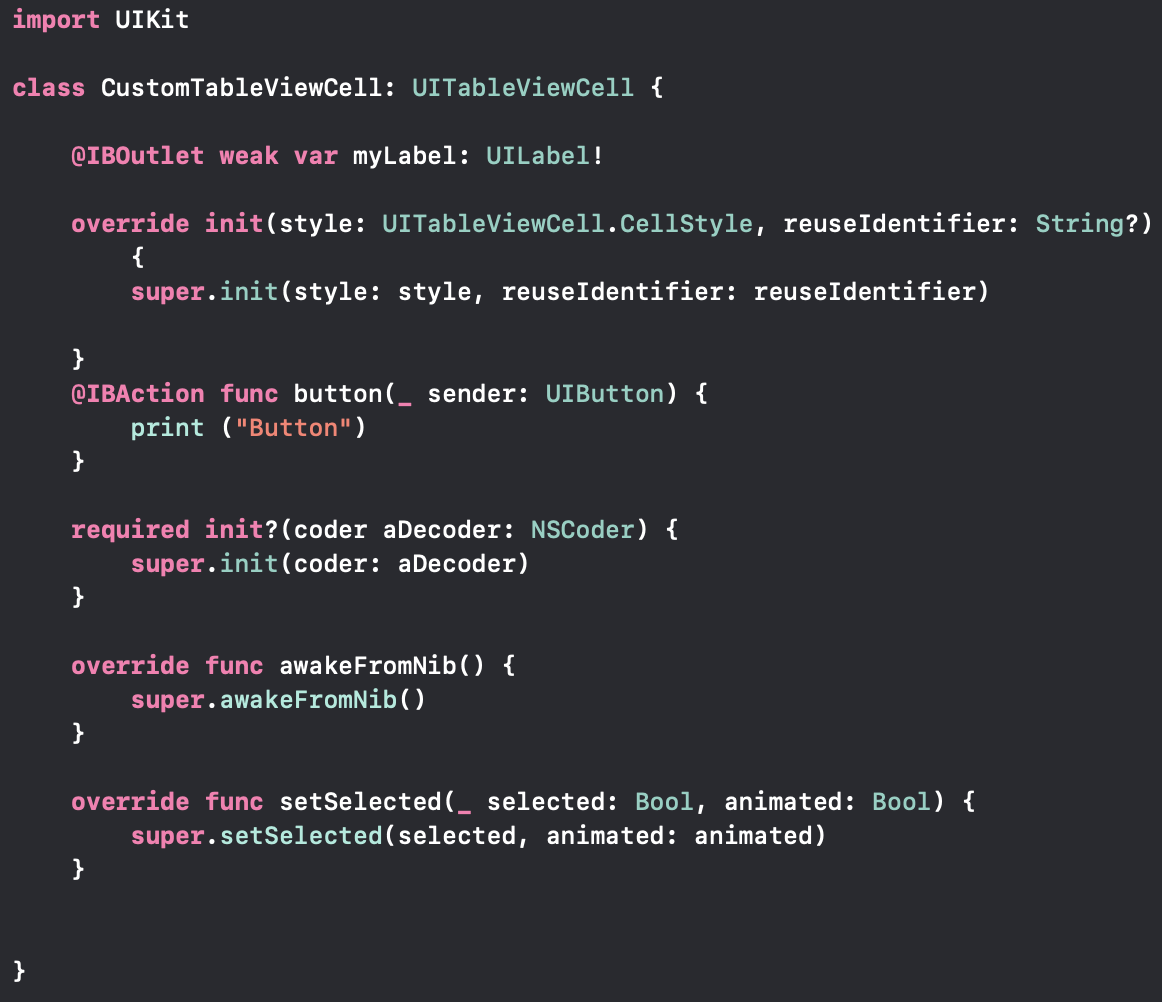 import UIKit
class CustomTableViewCell: UITableViewCell {
@IBOutlet weak var myLabel: UILabel!
override init(style: UITableViewCell.CellStyle, reuseIdentifier: String?)
{
super.init(style: style, reuseIdentifier: reuseIdentifier)
}
@IBAction func button(_ sender: UIButton) {
print ("Button")
}
required init?(coder aDecoder: NSCoder) {
super.init(coder: aDecoder)
}
override func awakeFromNib() {
super.awakeFromNib()
}
override func setSelected(_ selected: Bool, animated: Bool) {
super.setSelected(selected, animated: animated)
}
}